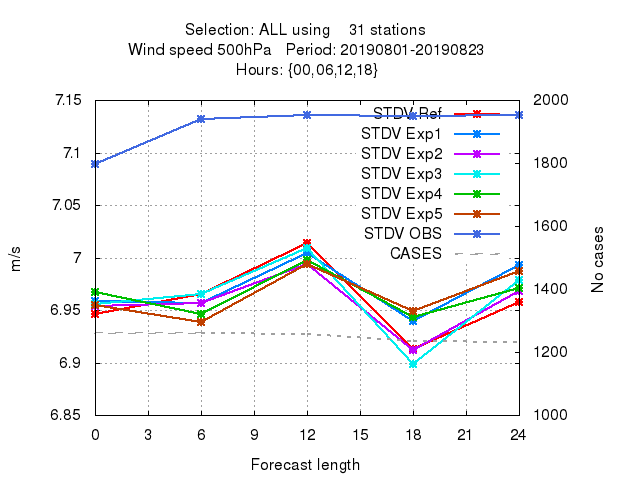 Selection: ALL using 31 stations
Wind speed 500hPa Period: 20190801-20190823
Hours: {00,06,12,18}
7.15
7.1
7.05
7
6.95
6.9
6.85
m/s
2000
1800
1600
1400
1200
1000
No cases
STDV Ref
STDV Exp1
STDV Exp2
STDV Exp3
STDV Exp4
STDV Exp5
STDV OBS
CASES
0 3 6 9 12 15 18 21 24
Forecast length